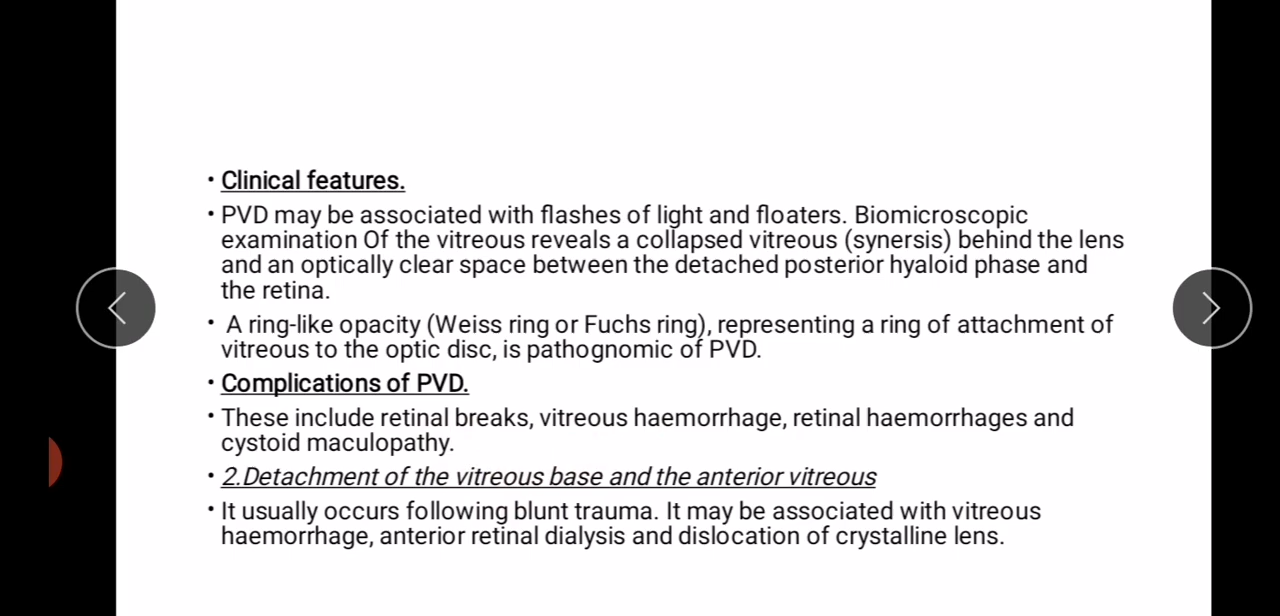 • Clinical features.
• PVD may be associated with flashes of light and floaters. Biomicroscopic
examination Of the vitreous reveals a collapsed vitreous (synersis) behind the lens
and an optically clear space between the detached posterior hyaloid phase and
the retina.
• A ring-like opacity (Weiss ring or Fuchs ring), representing a ring of attachment of
vitreous to the optic disc, is pathognomic of PVD.
• Complications of PVD.
• These include retinal breaks, vitreous haemorrhage, retinal haemorrhages and
cystoid maculopathy.
• 2.Detachment of the vitreous base and the anterior vitreous
• It usually occurs following blunt trauma. It may be associated with vitreous
haemorrhage, anterior retinal dialysis and dislocation of crystalline lens.